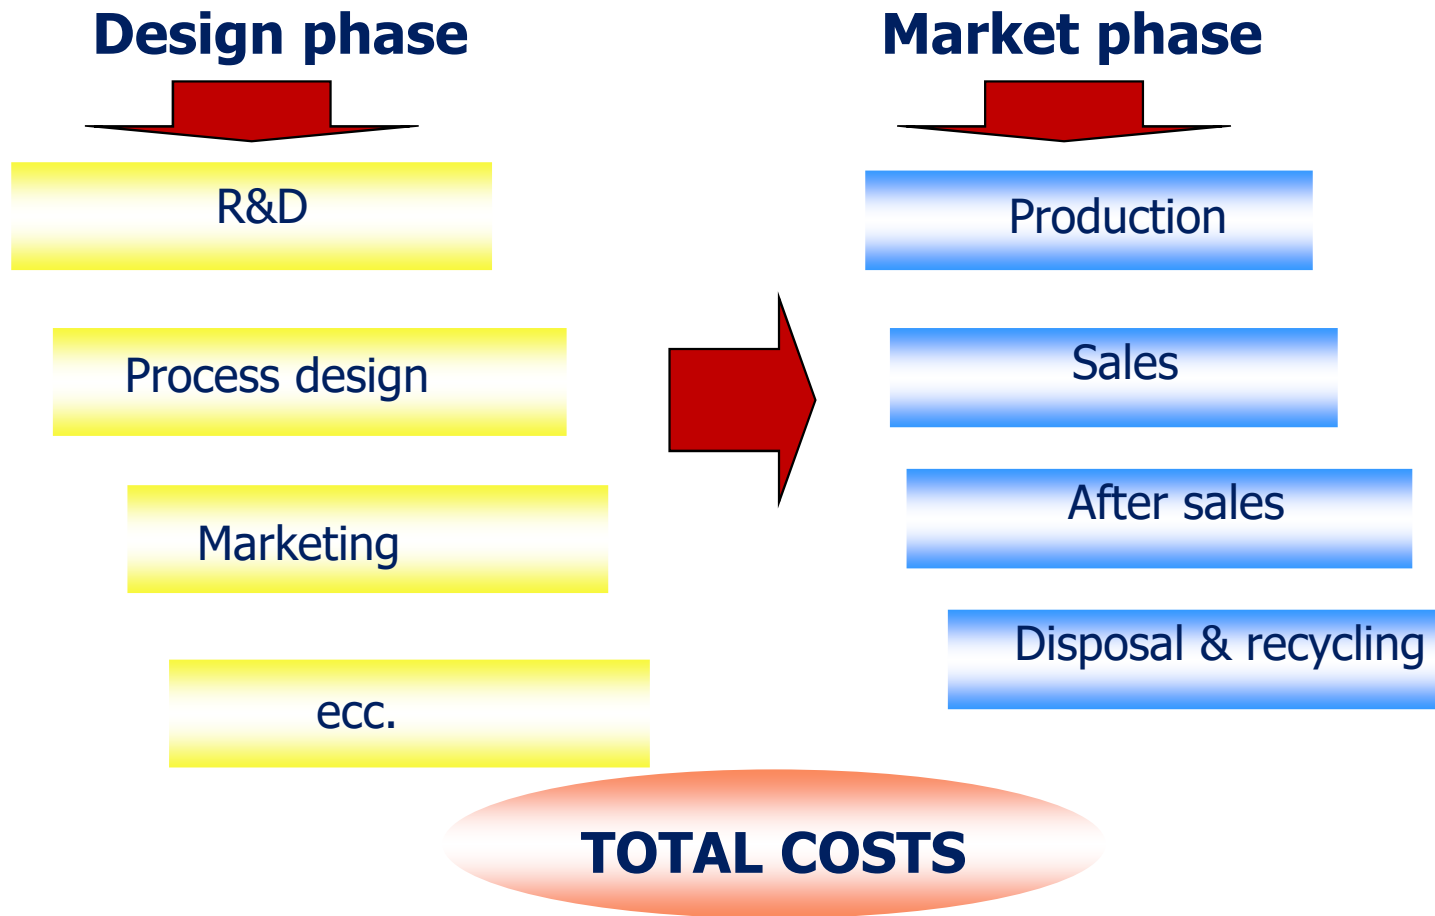 Design phase
R&D
Process design
Marketing
ecc.
Market phase
Production
Sales
After sales
Disposal & recycling
TOTAL COSTS